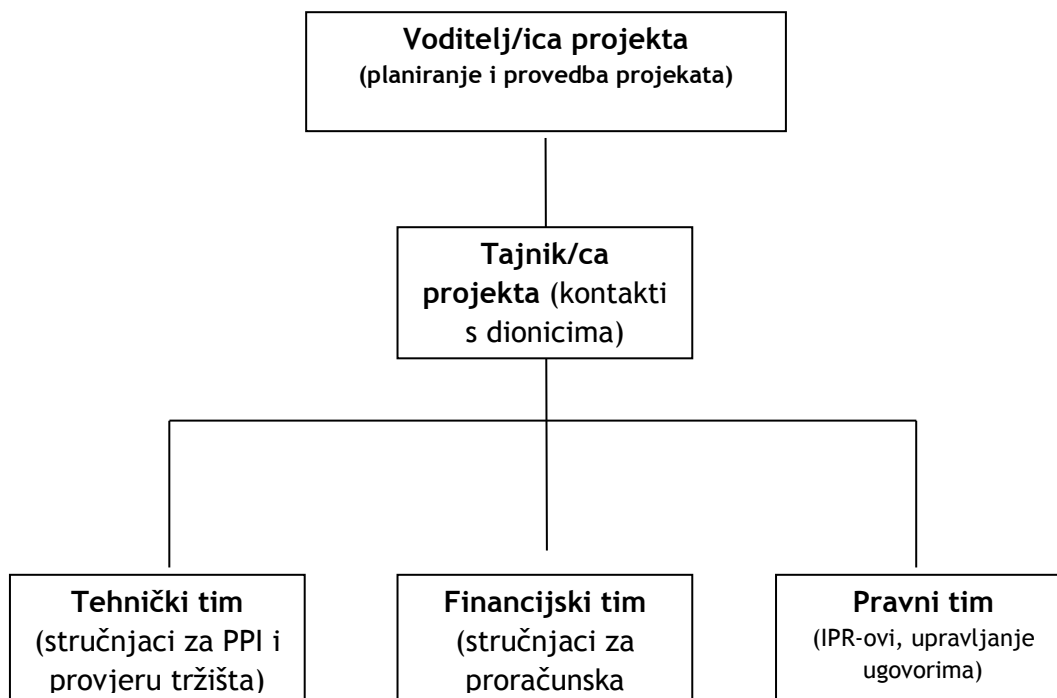 Voditelj/ica projekta
(planiranje i provedba projekata)
Tajnik/ca
projekta (kontakti
s dionicima)
Tehnički tim
(stručnjaci za PPI i
provjeru tržišta)
Financijski tim
(stručnjaci za
proračunska
Pravni tim
(IPR-ovi, upravljanje
ugovorima)